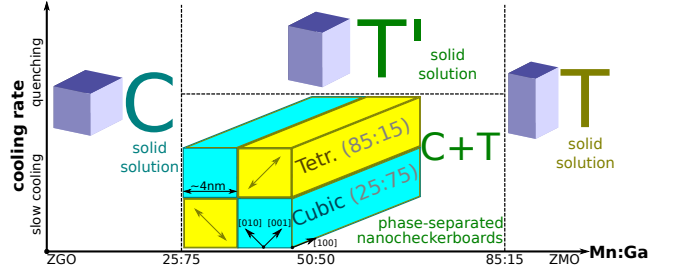 cooling rate
slow cooling
quenching
C
solid
solution
T'
solid
solution
T
solid
solution
Tetr. (85:15)
Cubic (25:75)
C+T
~4nm
[010]
[001]
[100]
phase-separated
nanocheckerboards
ZGO
25:75
50:50
85:15
ZMO
Mn:Ga